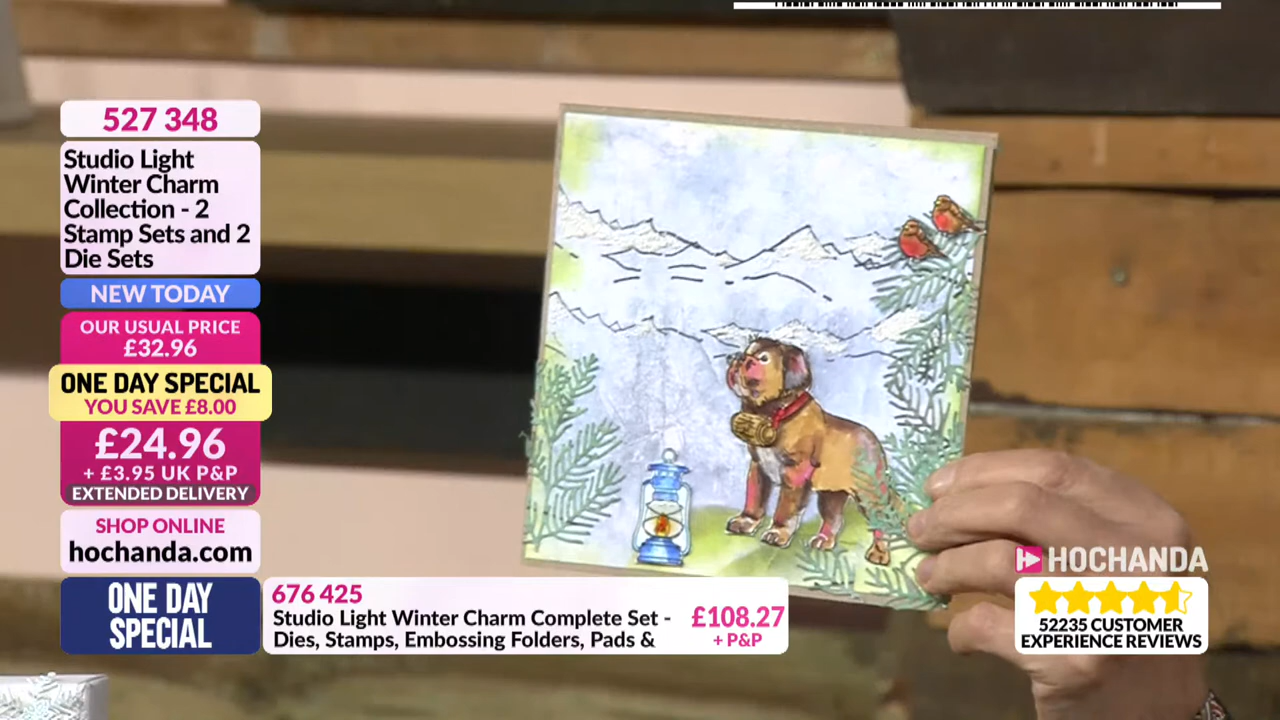 527 348
Studio Light
Winter Charm
Collection - 2
Stamp Sets and 2
Die Sets
NEW TODAY
OUR USUAL PRICE
£32.96
ONE DAY SPECIAL
YOU SAVE £8.00
£24.96
+ £3.95 UK P&P
EXTENDED DELIVERY
SHOP ONLINE
hochanda.com
ONE DAY
SPECIAL
676 425
Studio Light Winter Charm Complete Set -
Dies, Stamps, Embossing Folders, Pads &
£108.27
+ P&P
HOCHANDA
52235 CUSTOMER
EXPERIENCE REVIEWS